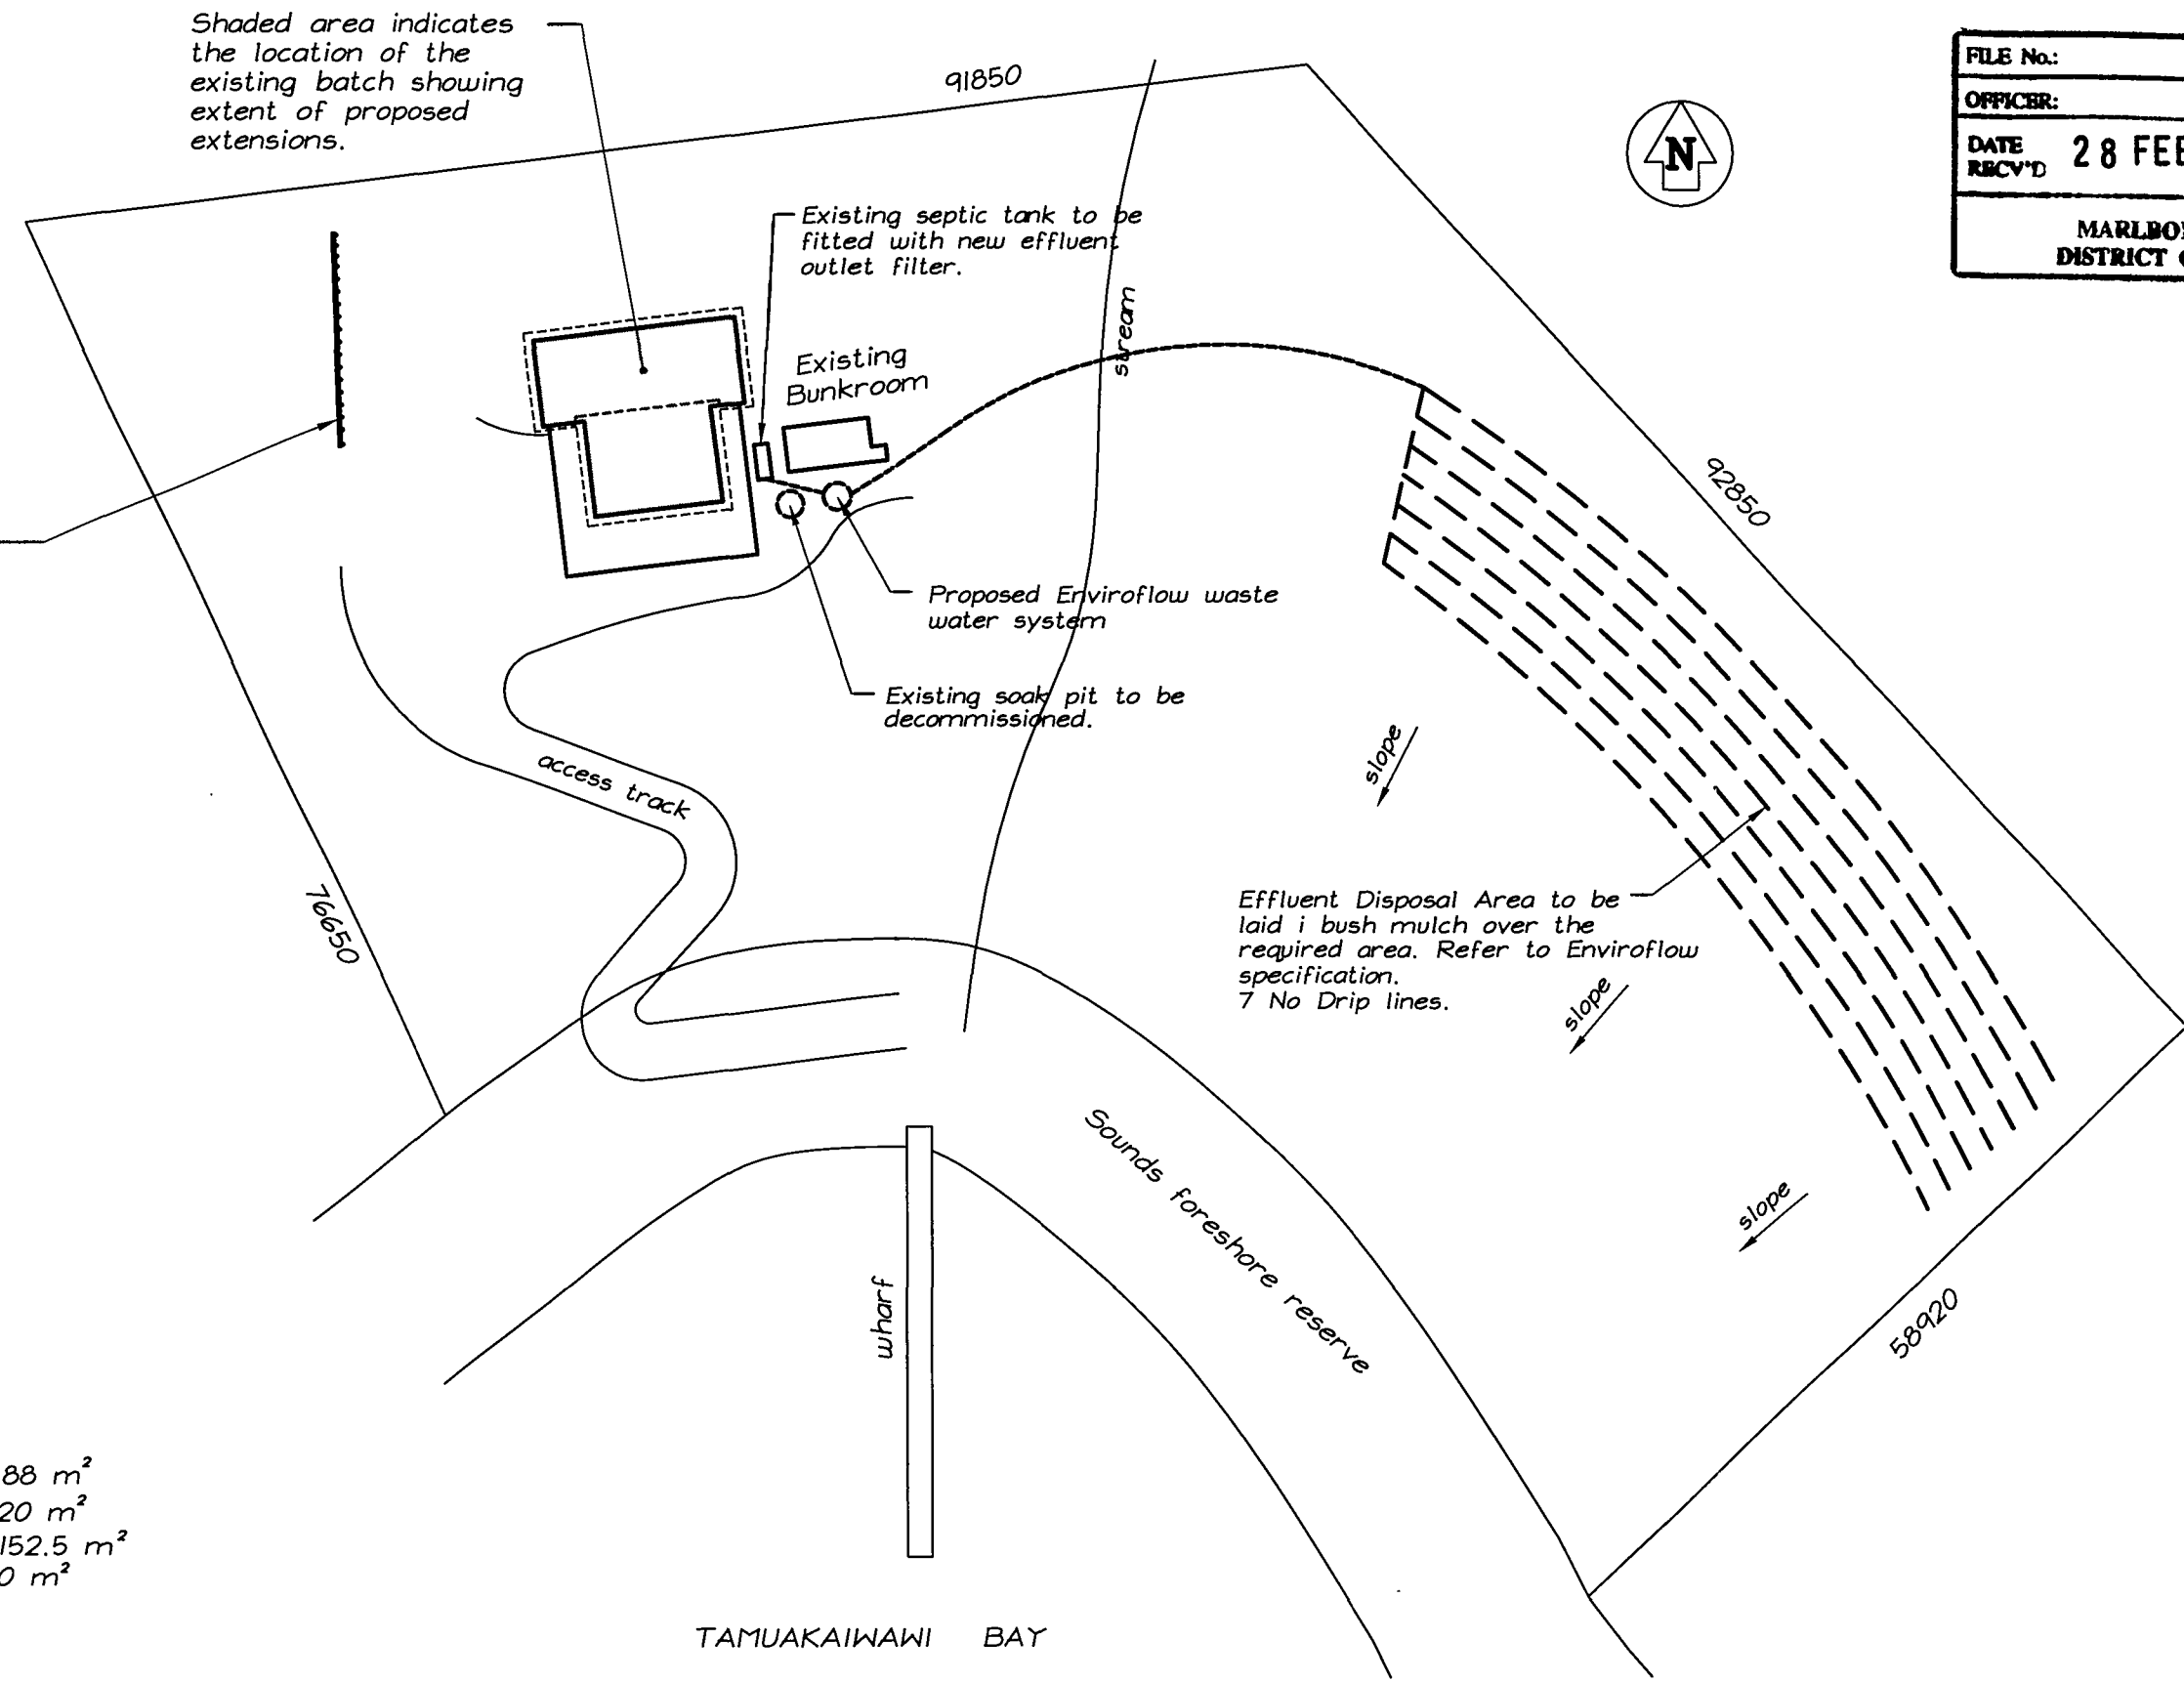 Shaded area indicates
the location of the
existing batch showing
extent of proposed
extensions.
91850
N
FILE No.:
OFFICER:
DATE
RECV'D
28 FEB
MARLBO
DISTRICT
Existing septic tank to be
fitted with new effluent
outlet filter.
stream
Existing
Bunkroom
92850
Proposed Enviroflow waste
water system
Existing soak pit to be
decommissioned.
slope
access track
76650
Effluent Disposal Area to be
laid i bush mulch over the
required area. Refer to Enviroflow
specification.
7 No Drip lines.
slope
Sounds foreshore reserve
slope
wharf
58920
88 m²
20 m²
152.5 m²
0 m²
TAMUAKAIWAWI BAY